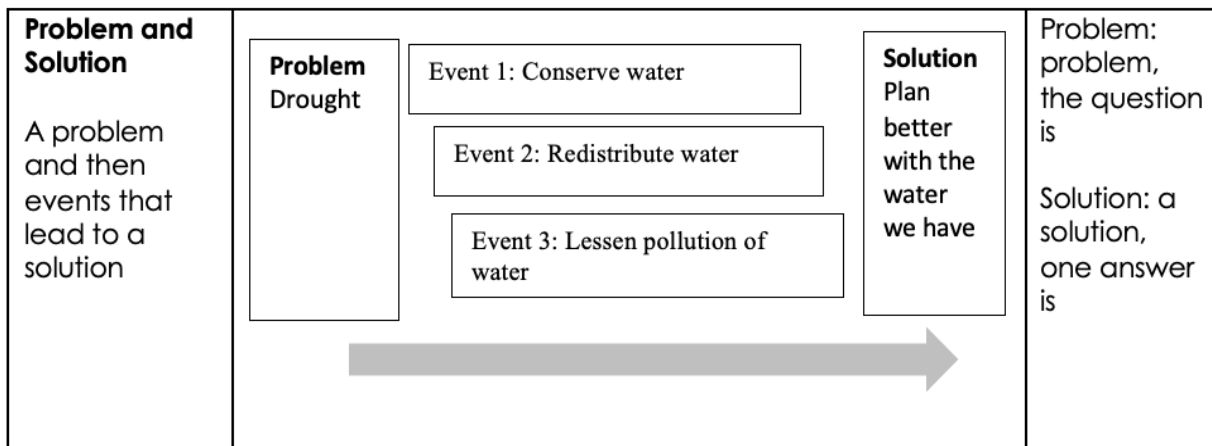 Problem and
Solution
A problem
and then
events that
lead to a
solution
Problem
Drought
Event 1: Conserve water
Event 2: Redistribute water
Event 3: Lessen pollution of
water
Solution
Plan
better
with the
water
we have
Problem:
problem,
the question
is
Solution: a
solution,
one answer
is